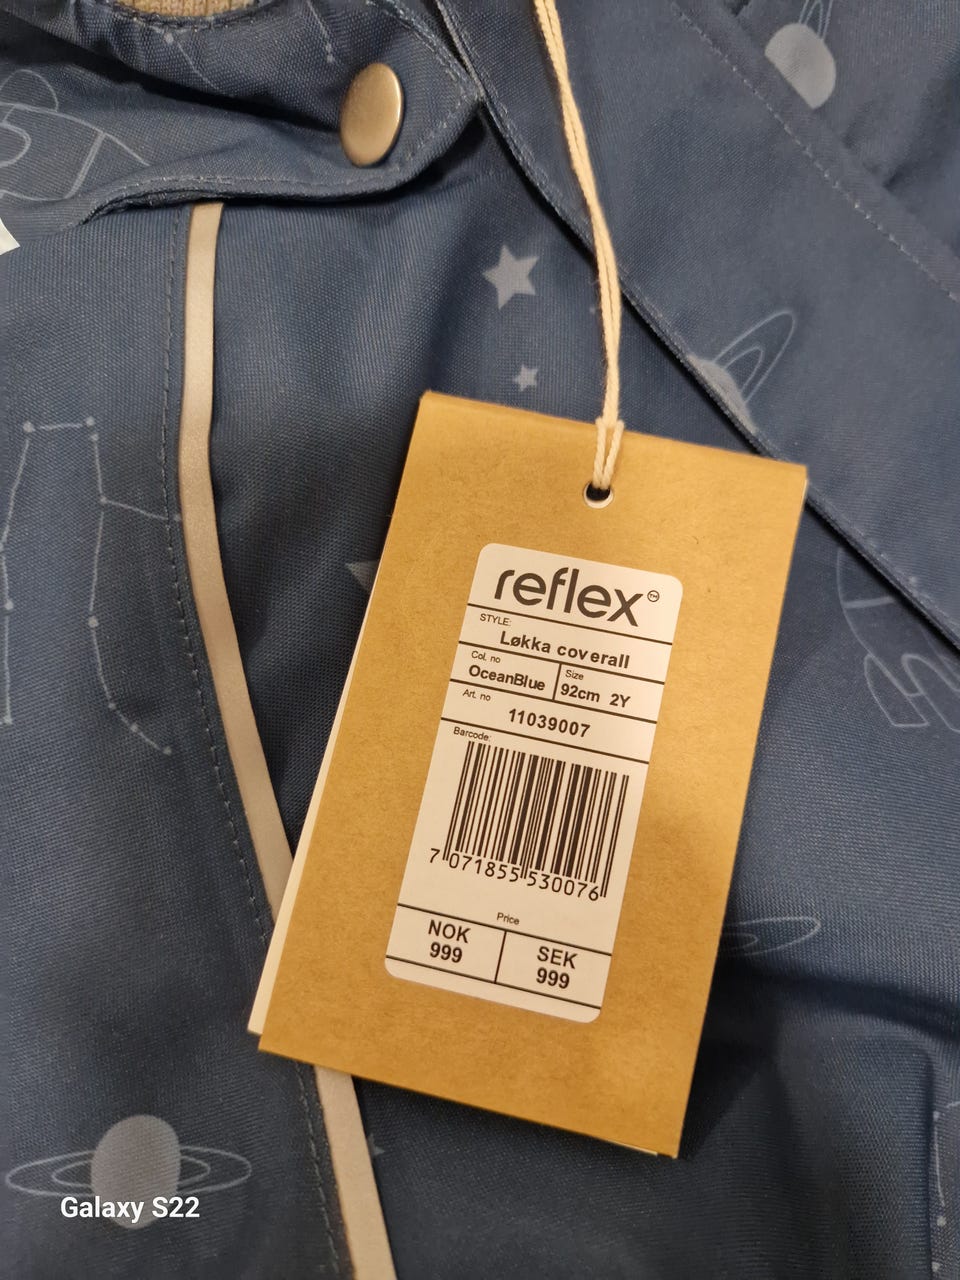 reflex™
STYLE:
Løkka coverall
Col. no
OceanBlue
Size
92cm 2Y
Art. no
11039007
Barcode:
7 071855 530076
Price
NOK
999
SEK
999
Galaxy S22